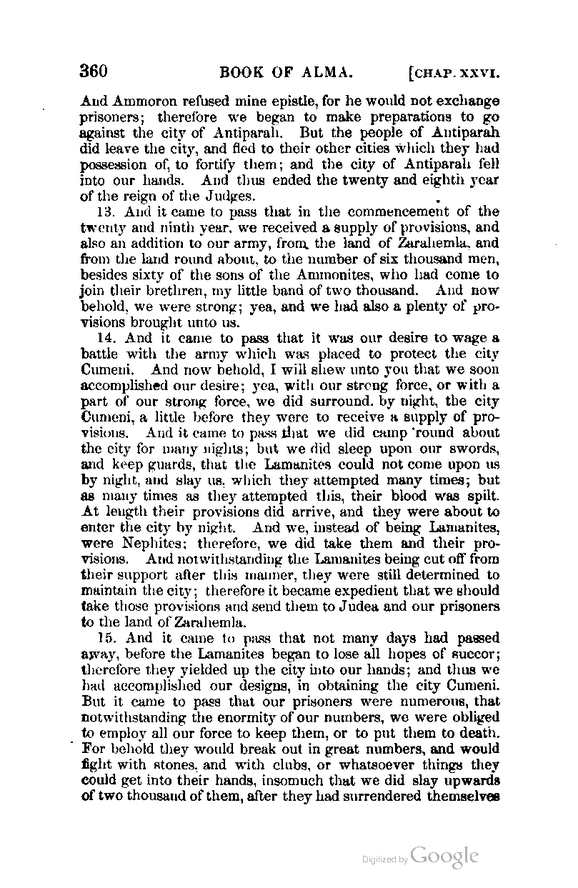 360 BOOK OF ALMA. [CHAP. XXVI.
And Ammoron refused mine epistle, for he would not exchange
prisoners; therefore we began to make preparations to go
against the city of Antiparah. But the people of Antiparah
did leave the city, and fled to their other cities which they had
possession of, to fortify them; and the city of Antiparah fell
into our hands. And thus ended the twenty and eighth year
of the reign of the Judges.
13. And it came to pass that in the commencement of the
twenty and ninth year, we received a supply of provisions, and
also an addition to our army, from the land of Zarahemla, and
from the land round about, to the number of six thousand men,
besides sixty of the sons of the Ammonites, who had come to
join their brethren, my little band of two thousand. And now
behold, we were strong; yea, and we had also a plenty of pro-
visions brought unto us.
14. And it came to pass that it was our desire to wage a
battle with the army which was placed to protect the city
Cumeni. And now behold, I will shew unto you that we soon
accomplished our desire; yea, with our strong force, or with a
part of our strong force, we did surround, by night, the city
Cumeni, a little before they were to receive a supply of pro-
visions. And it came to pass that we did camp 'round about
the city for many nights; but we did sleep upon our swords,
and keep guards, that the Lamanites could not come upon us
by night, and slay us, which they attempted many times; but
as many times as they attempted this, their blood was spilt.
At length their provisions did arrive, and they were about to
enter the city by night. And we, instead of being Lamanites,
were Nephites; therefore, we did take them and their pro-
visions. And notwithstanding the Lamanites being cut off from
their support after this manner, they were still determined to
maintain the city; therefore it became expedient that we should
take those provisions and send them to Judea and our prisoners
to the land of Zarahemla.
15. And it came to pass that not many days had passed
away, before the Lamanites began to lose all hopes of succor;
therefore they yielded up the city into our hands; and thus we
had accomplished our designs, in obtaining the city Cumeni.
But it came to pass that our prisoners were numerous, that
notwithstanding the enormity of our numbers, we were obliged
to employ all our force to keep them, or to put them to death.
For behold they would break out in great numbers, and would
fight with stones, and with clubs, or whatsoever things they
could get into their hands, insomuch that we did slay upwards
of two thousand of them, after they had surrendered themselves
Digitized by Google